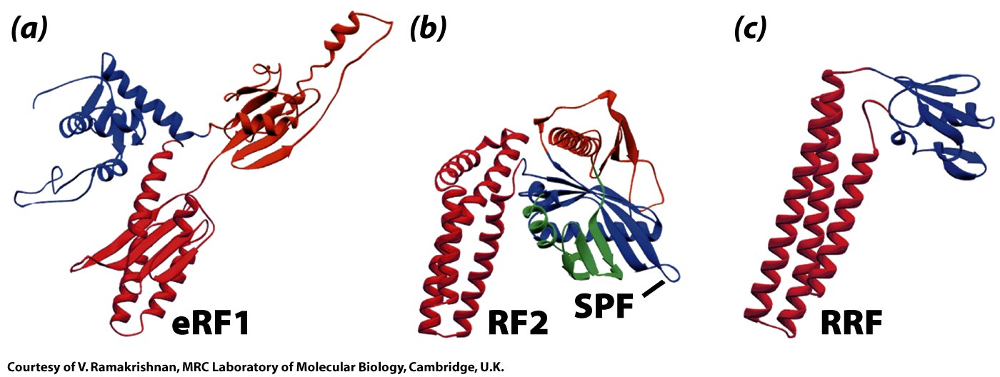 (a)
(b)
(c)
eRF1
RF2
SPF
RRF
Courtesy of V. Ramakrishnan, MRC Laboratory of Molecular Biology, Cambridge, U.K.